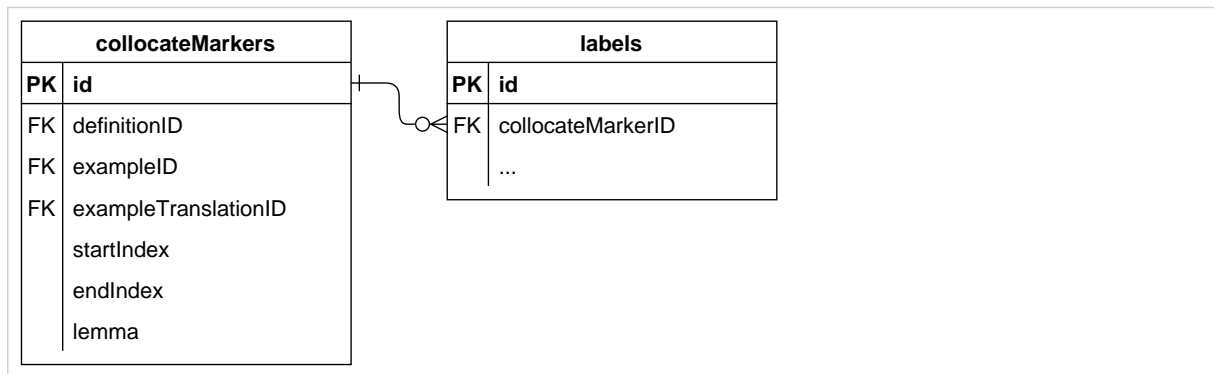 collocateMarkers
PK id
FK definitionID
FK exampleID
FK exampleTranslationID
startIndex
endIndex
lemma
labels
PK id
FK collocateMarkerID
...